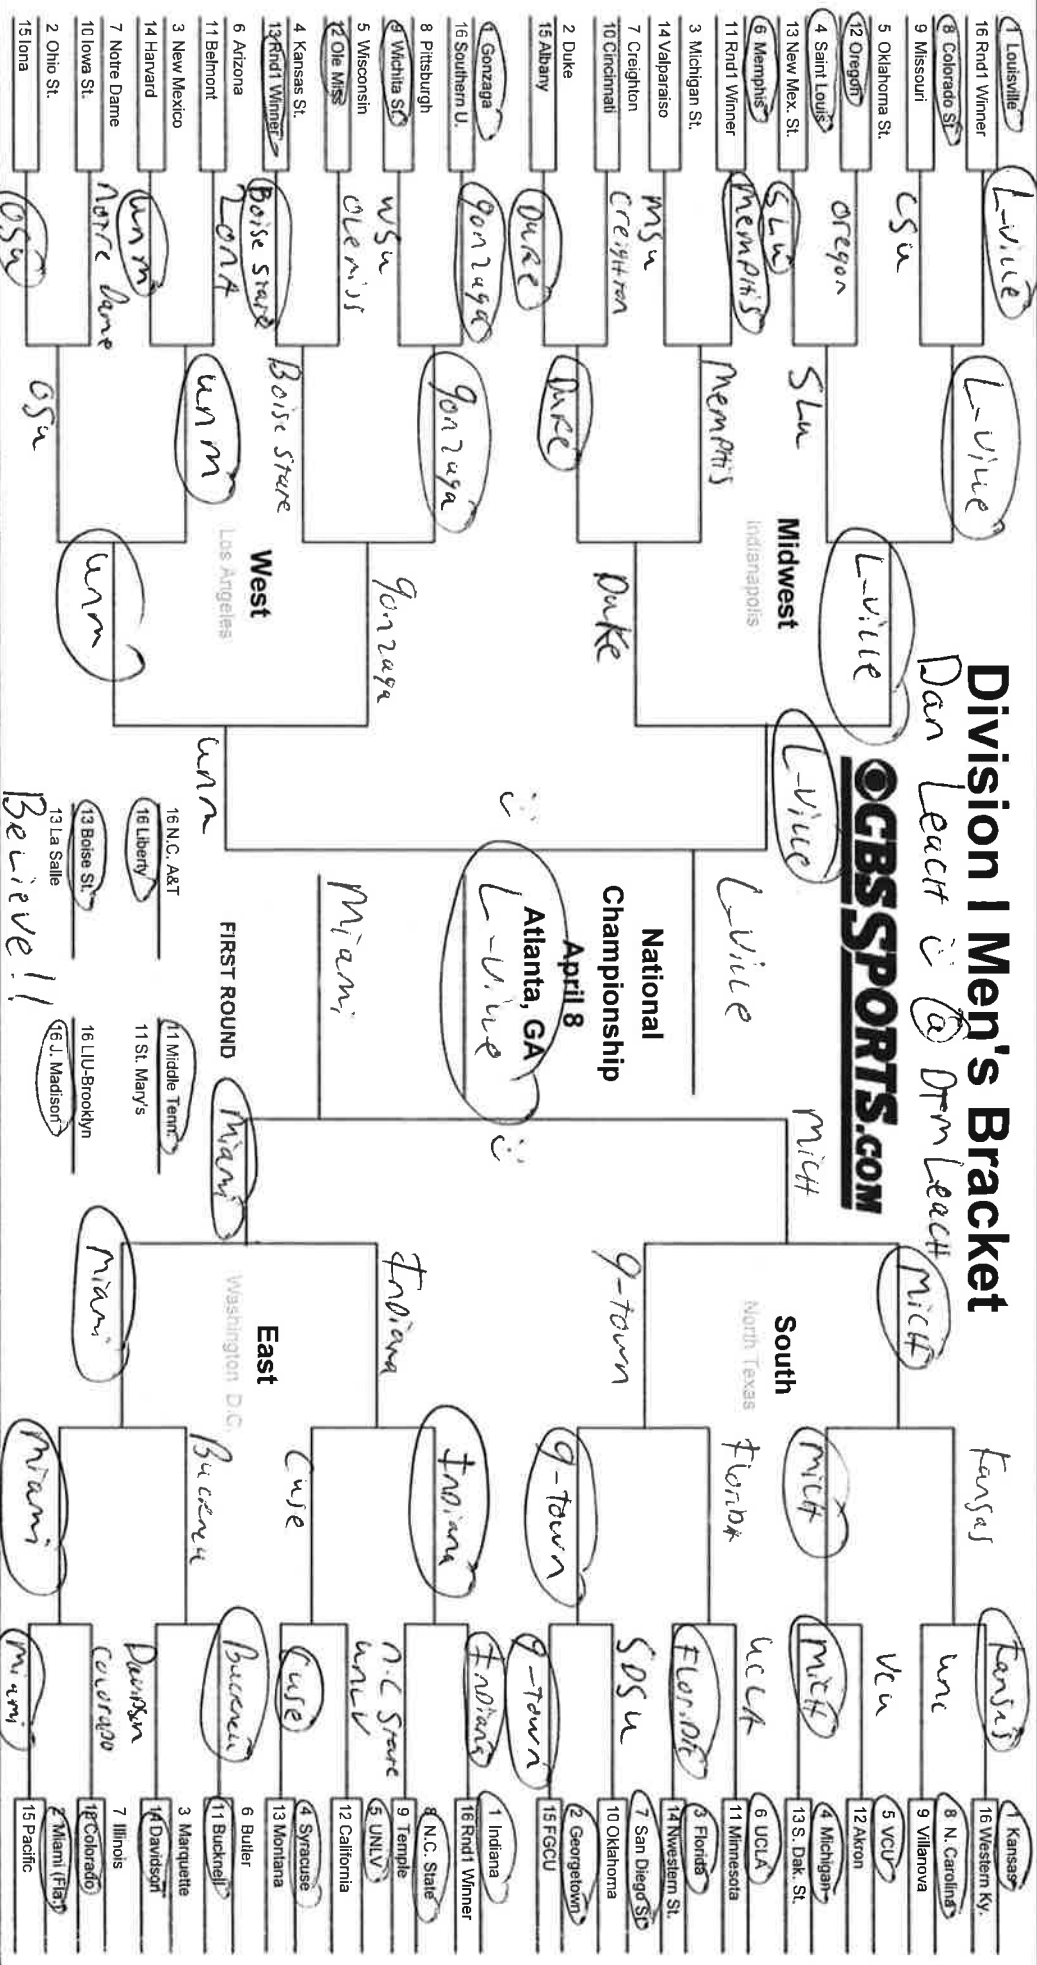 Division I Men's Bracket
Dan Leach @ DTM Leach
CBSSPORTS.COM
1 Louisville
16 Rnd1 Winner
8 Colorado St
9 Missouri
5 Oklahoma St.
12 Oregon
4 Saint Louis
13 New Mex. St.
6 Memphis
11 Rnd1 Winner
3 Michigan St.
14 Valparaiso
7 Creighton
10 Cincinnati
2 Duke
15 Albany
L-ville
CSU
Oregon
SLU
Memphis
MSU
Creighton
Duke
L-ville
SLU
Memphis
Duke
Midwest
Indianapolis
L-ville
Duke
L-ville
1 Gonzaga
16 Southern U.
8 Pittsburgh
9 Wichita St
5 Wisconsin
12 Ole Miss
4 Kansas St.
13 Rnd1 Winner
6 Arizona
11 Belmont
3 New Mexico
14 Harvard
7 Notre Dame
10 Iowa St.
2 Ohio St.
15 Iona
gonzaga
WSU
Ole miss
Boise state
ZonA
unm
Notre Dame
OSU
gonzaga
Boise state
unm
OSU
West
Los Angeles
gonzaga
unm
unm
L-ville
National
Championship
April 8
Atlanta, GA
L-ville
Miami
FIRST ROUND
16 N.C. A&T
16 Liberty
13 Boise St.
13 La Salle
11 Middle Tenn.
11 St. Mary's
16 LIU-Brooklyn
16 J. Madison
Believe!!
Mich
South
North Texas
Mich
g-town
Kansas
Mich
Florida
g-town
Kansas
unc
VCU
Mich
UCLA
Florida
SDSU
g-town
1 Kansas
16 Western Ky.
8 N. Carolina
9 Villanova
5 VCU
12 Akron
4 Michigan
13 S. Dak. St.
6 UCLA
11 Minnesota
3 Florida
14 Nwestern St.
7 San Diego St
10 Oklahoma
2 Georgetown
15 FGCU
Miami
East
Washington D.C.
Indiana
Miami
Indiana
Cuse
Miami
Indiana
N.C State
UNLV
Cuse
Davidson
Colorado
Miami
1 Indiana
16 Rnd1 Winner
8 N.C. State
9 Temple
5 UNLV
12 California
4 Syracuse
13 Montana
6 Butler
11 Bucknell
3 Marquette
14 Davidson
7 Illinois
10 Colorado
2 Miami (Fla.)
15 Pacific